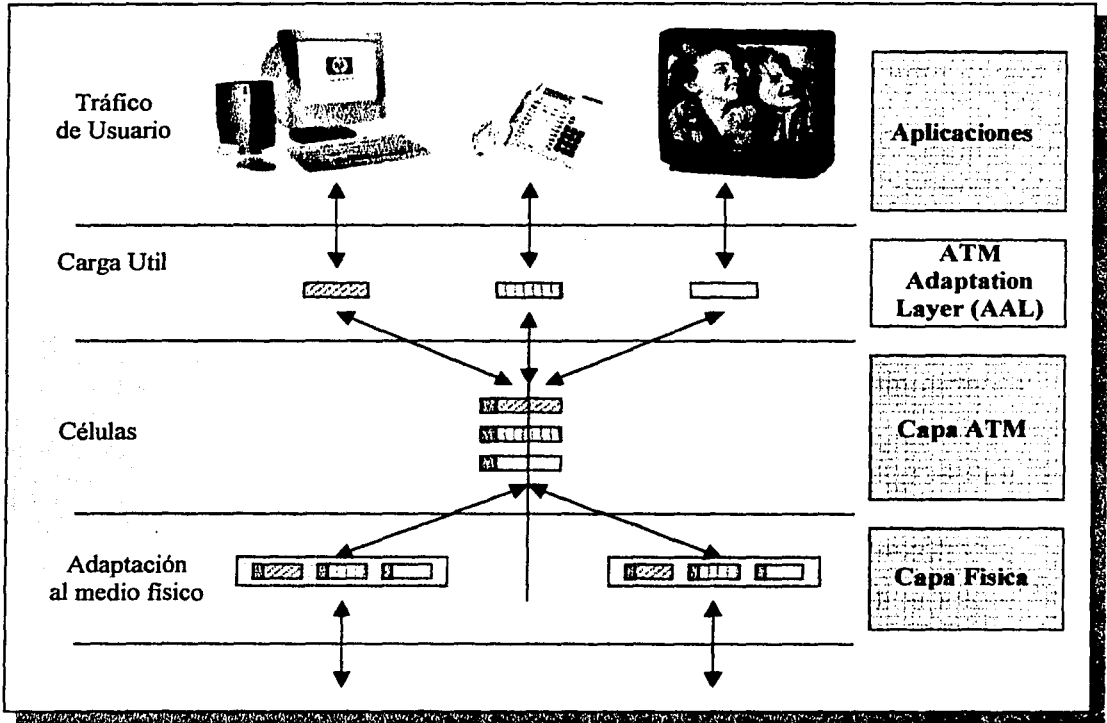 Tráfico
de Usuario
Aplicaciones
Carga Util
ATM
Adaptation
Layer (AAL)
Células
Capa ATM
Adaptación
al medio fisico
Capa Fisica